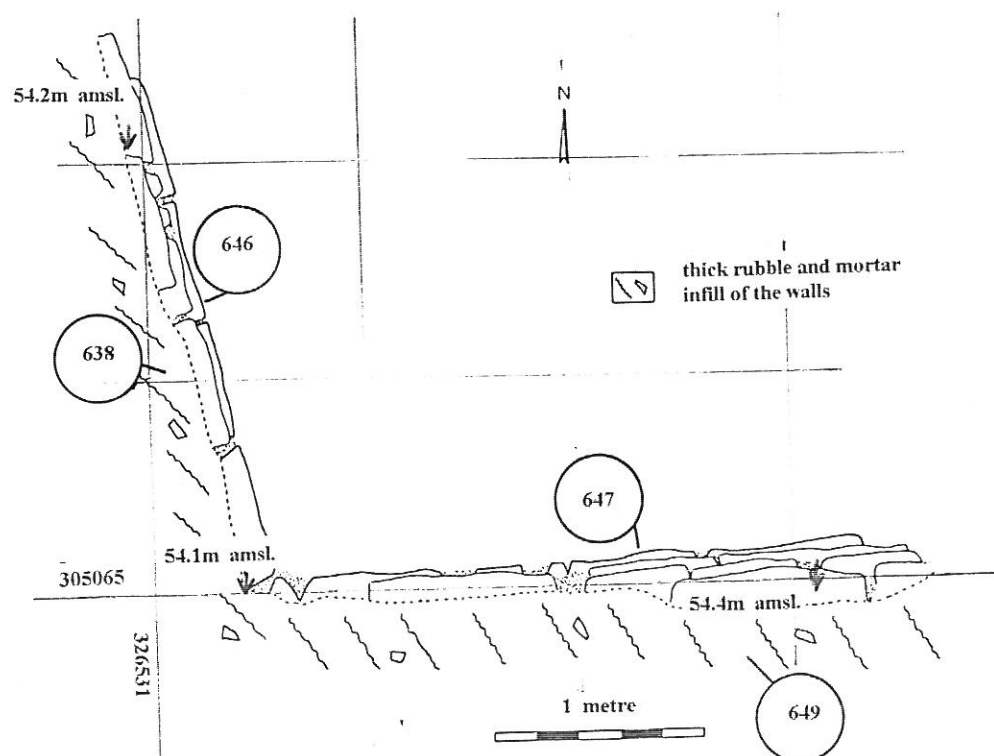 54.2m amsl.
N
646
thick rubble and mortar
infill of the walls
638
647
54.1m amsl.
305065
54.4m amsl.
326531
1 metre
649